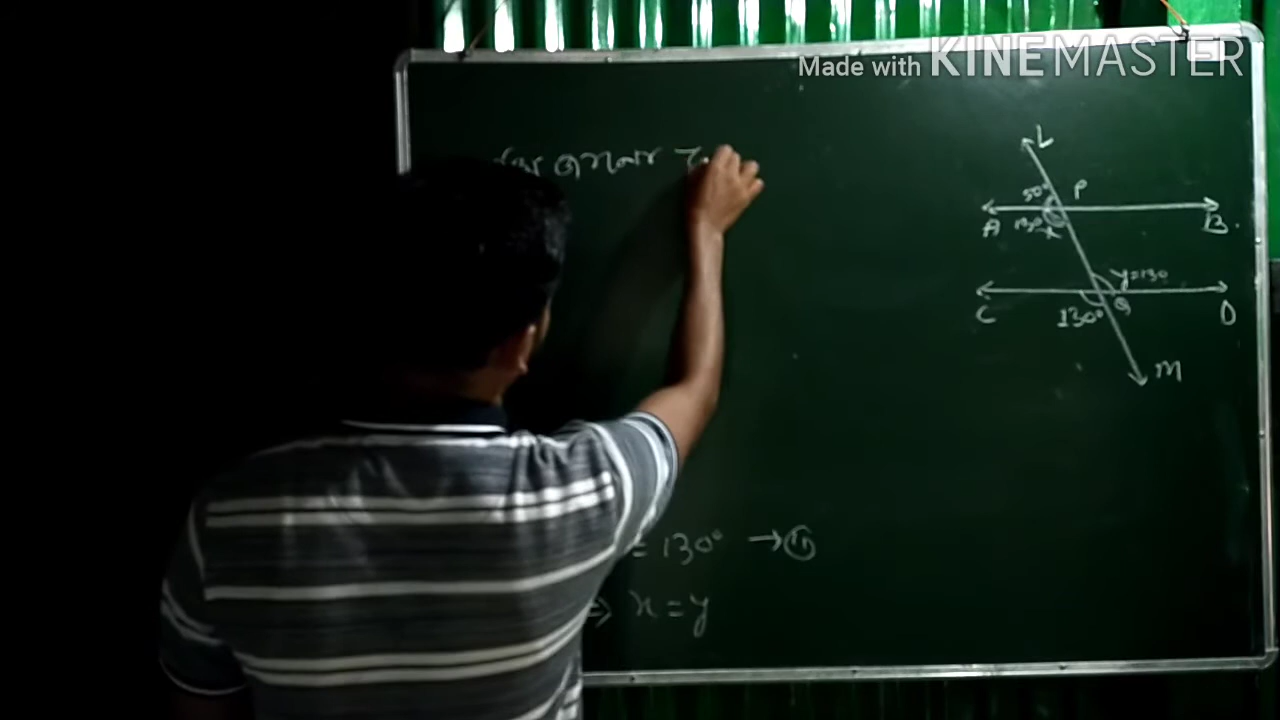 Made with KINEMASTER
L
50° P
A 130° x B
y=130
C 130° Q D
M
= 130° →
⇒ x = y